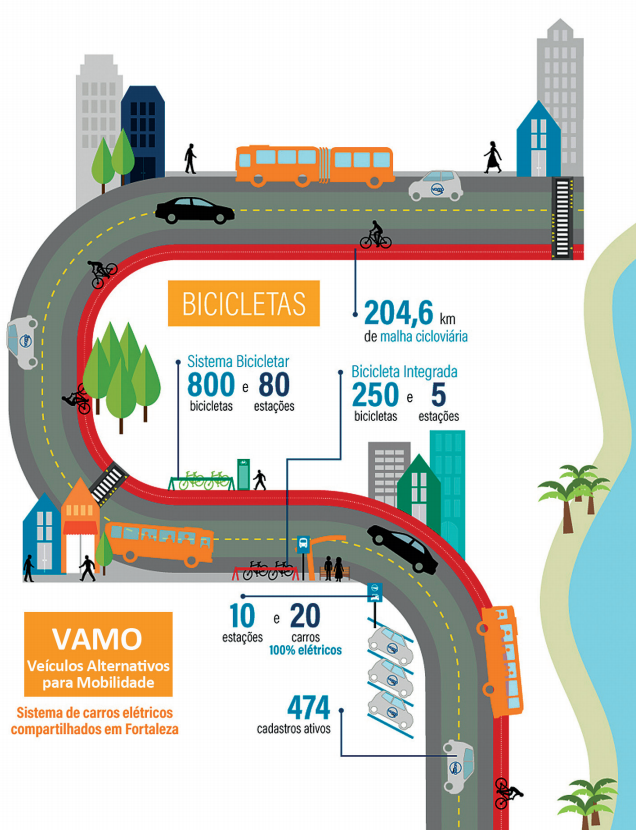 BICICLETAS
204,6 km
de malha cicloviária
Sistema Bicicletar
800 e 80
bicicletas estações
Bicicleta Integrada
250 e 5
bicicletas estações
10 e 20
estações carros
100% elétricos
VAMO
Veículos Alternativos
para Mobilidade
Sistema de carros elétricos
compartilhados em Fortaleza
474
cadastros ativos